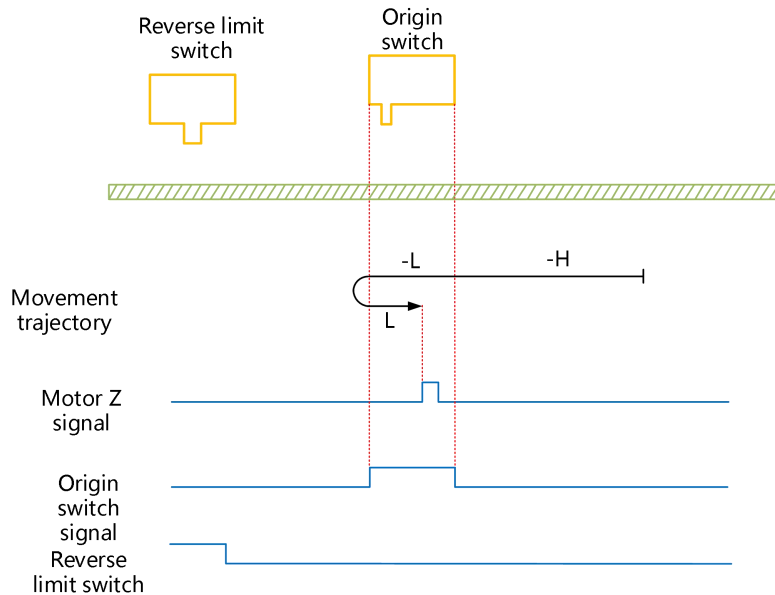 Reverse limit
switch
Origin
switch
-L
-H
Movement
trajectory
L
Motor Z
signal
Origin
switch
signal
Reverse
limit switch